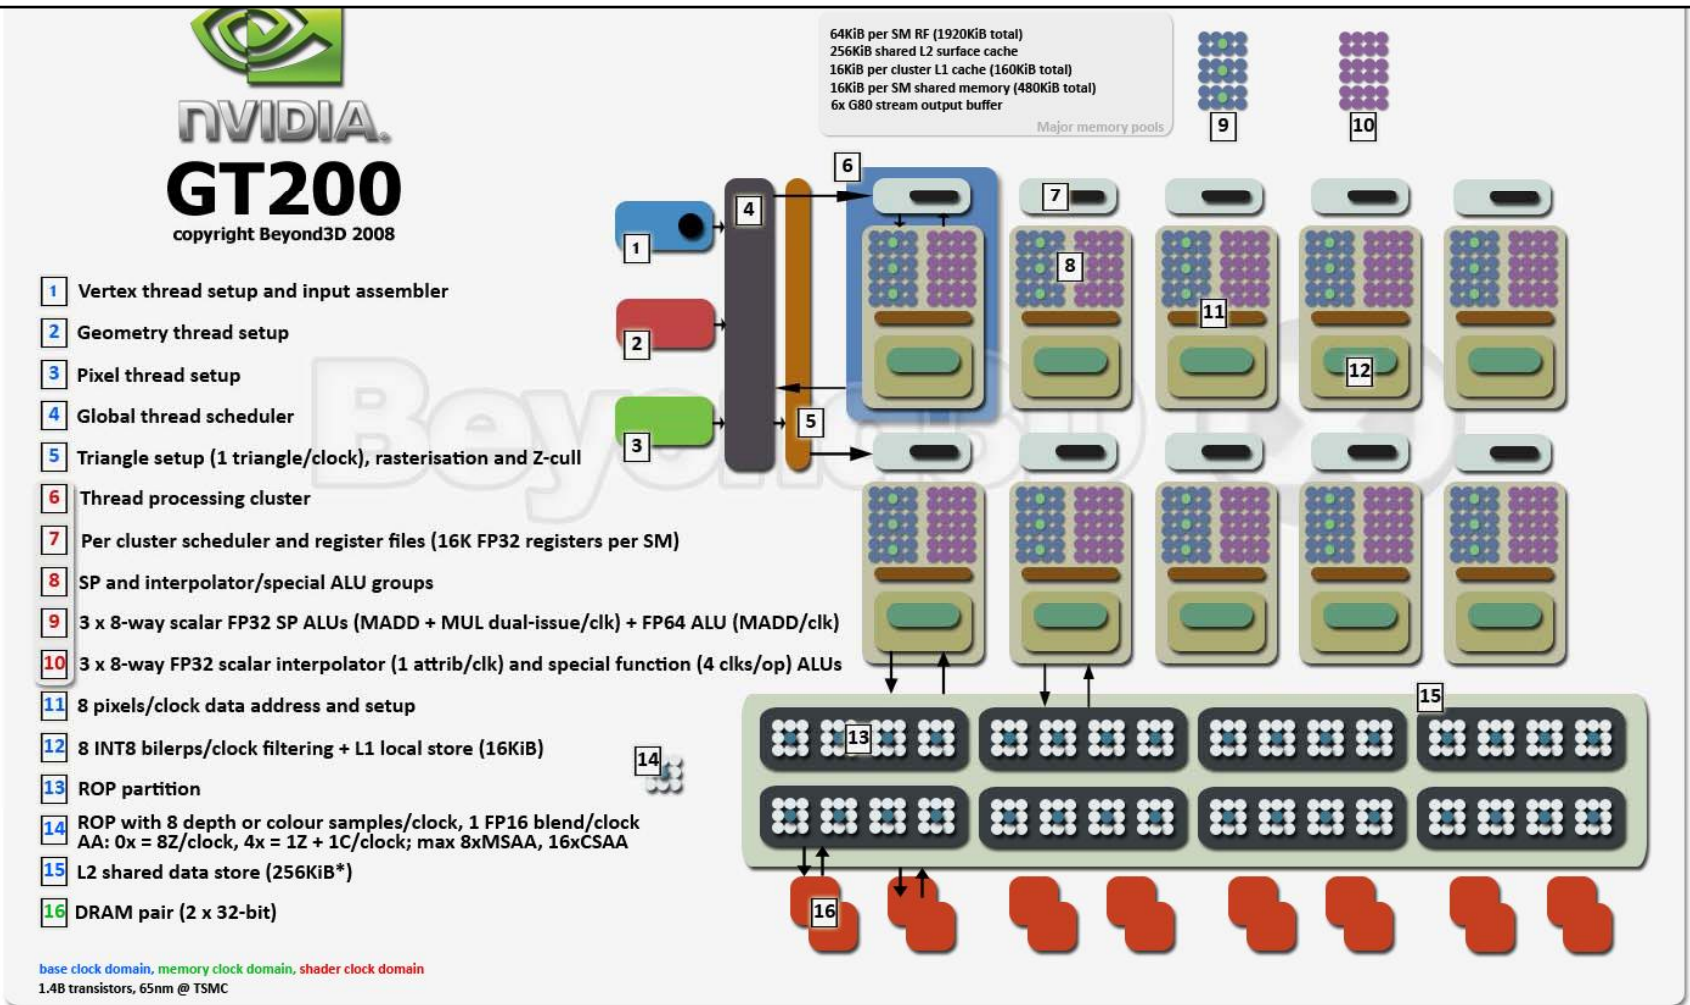 64KiB per SM RF (1920KiB total)
256KiB shared L2 surface cache
16KiB per cluster L1 cache (160KiB total)
16KiB per SM shared memory (480KiB total)
6x G80 stream output buffer
Major memory pools
9
10
nVIDIA.
GT200
copyright Beyond3D 2008
6
7
4
1
8
11
2
12
5
3
Beyond3D
1 Vertex thread setup and input assembler
2 Geometry thread setup
3 Pixel thread setup
4 Global thread scheduler
5 Triangle setup (1 triangle/clock), rasterisation and Z-cull
6 Thread processing cluster
7 Per cluster scheduler and register files (16K FP32 registers per SM)
8 SP and interpolator/special ALU groups
9 3 x 8-way scalar FP32 SP ALUs (MADD + MUL dual-issue/clk) + FP64 ALU (MADD/clk)
10 3 x 8-way FP32 scalar interpolator (1 attrib/clk) and special function (4 clks/op) ALUs
11 8 pixels/clock data address and setup
12 8 INT8 bilerps/clock filtering + L1 local store (16KiB)
13 ROP partition
14 ROP with 8 depth or colour samples/clock, 1 FP16 blend/clock
AA: 0x = 8Z/clock, 4x = 1Z + 1C/clock; max 8xMSAA, 16xCSAA
15 L2 shared data store (256KiB*)
16 DRAM pair (2 x 32-bit)
15
13
14
16
base clock domain, memory clock domain, shader clock domain
1.4B transistors, 65nm @ TSMC